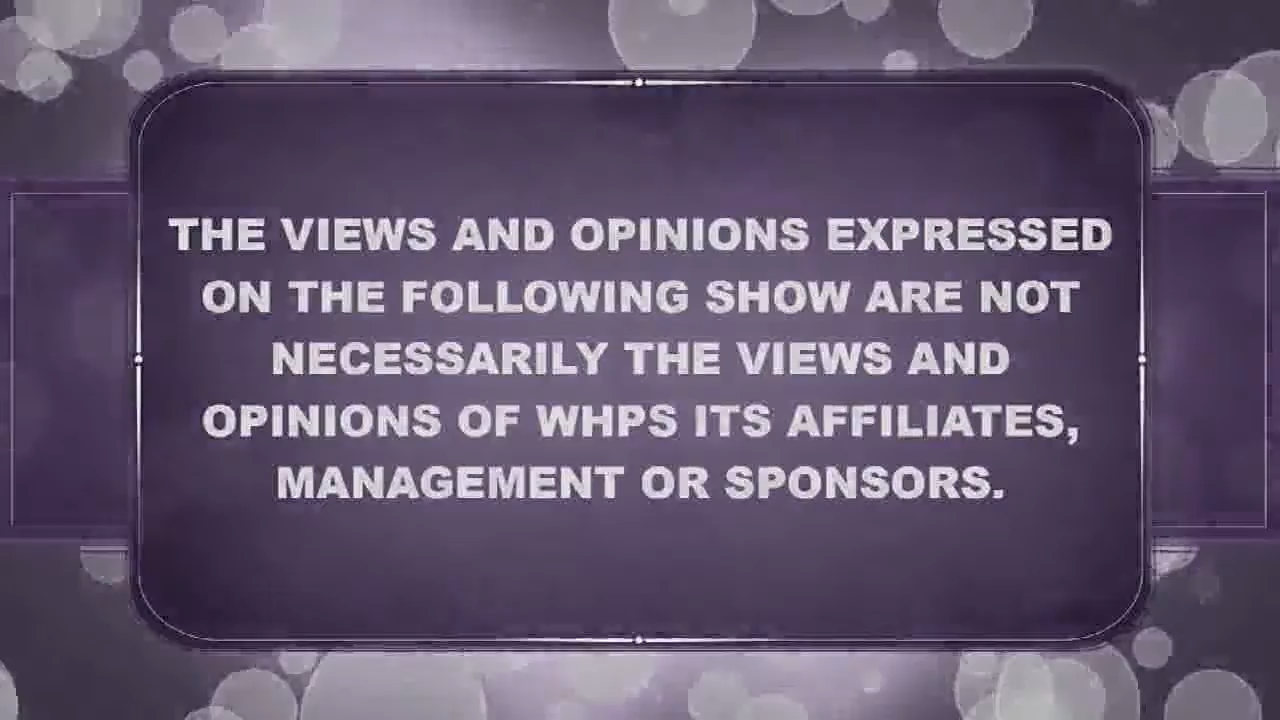 THE VIEWS AND OPINIONS EXPRESSED
ON THE FOLLOWING SHOW ARE NOT
NECESSARILY THE VIEWS AND
OPINIONS OF WHPS ITS AFFILIATES,
MANAGEMENT OR SPONSORS.